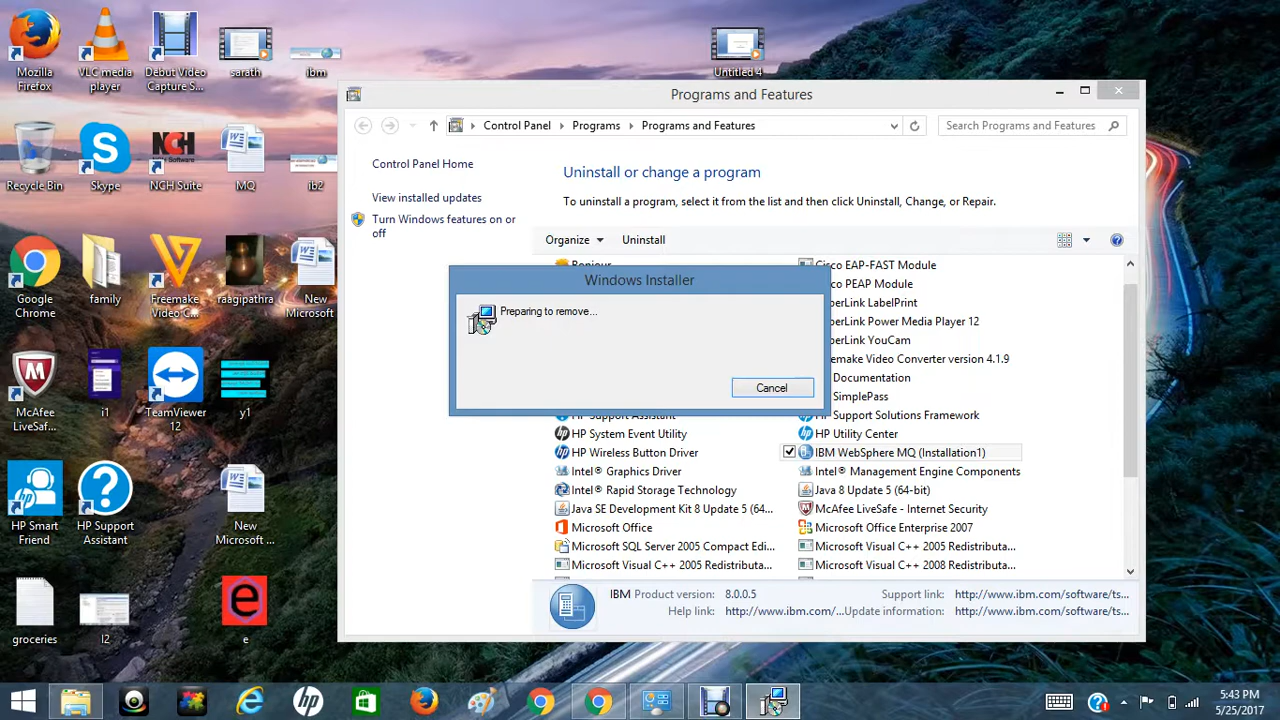 Mozilla Firefox
VLC media player
Debut Video Capture S...
sarath
ibm
Untitled 4
Recycle Bin
Skype
NCH Software
NCH Suite
MQ
ib2
Google Chrome
family
Freemake Video C...
raagipathra
New Microsoft
McAfee LiveSaf...
i1
TeamViewer 12
y1
HP Smart Friend
HP Support Assistant
New Microsoft ...
groceries
l2
e
Programs and Features
Control Panel
Programs
Programs and Features
Search Programs and Features
Control Panel Home
View installed updates
Turn Windows features on or off
Uninstall or change a program
To uninstall a program, select it from the list and then click Uninstall, Change, or Repair.
Organize
Uninstall
Bonjour
Cisco EAP-FAST Module
PEAP Module
erLink LabelPrint
erLink Power Media Player 12
erLink YouCam
emake Video Converter version 4.1.9
Documentation
SimplePass
HP Support Assistant
Support Solutions Framework
HP System Event Utility
HP Utility Center
HP Wireless Button Driver
IBM WebSphere MQ (Installation1)
Intel® Graphics Driver
Intel® Management Engine Components
Intel® Rapid Storage Technology
Java 8 Update 5 (64-bit)
Java SE Development Kit 8 Update 5 (64...
McAfee LiveSafe - Internet Security
Microsoft Office
Microsoft Office Enterprise 2007
Microsoft SQL Server 2005 Compact Edi...
Microsoft Visual C++ 2005 Redistributa...
Microsoft Visual C++ 2005 Redistributa...
Microsoft Visual C++ 2008 Redistributa...
Windows Installer
Preparing to remove...
Cancel
IBM Product version: 8.0.0.5
Support link: http://www.ibm.com/software/ts...
Help link: http://www.ibm.com/...
Update information: http://www.ibm.com/software/ts...
5:43 PM
5/25/2017